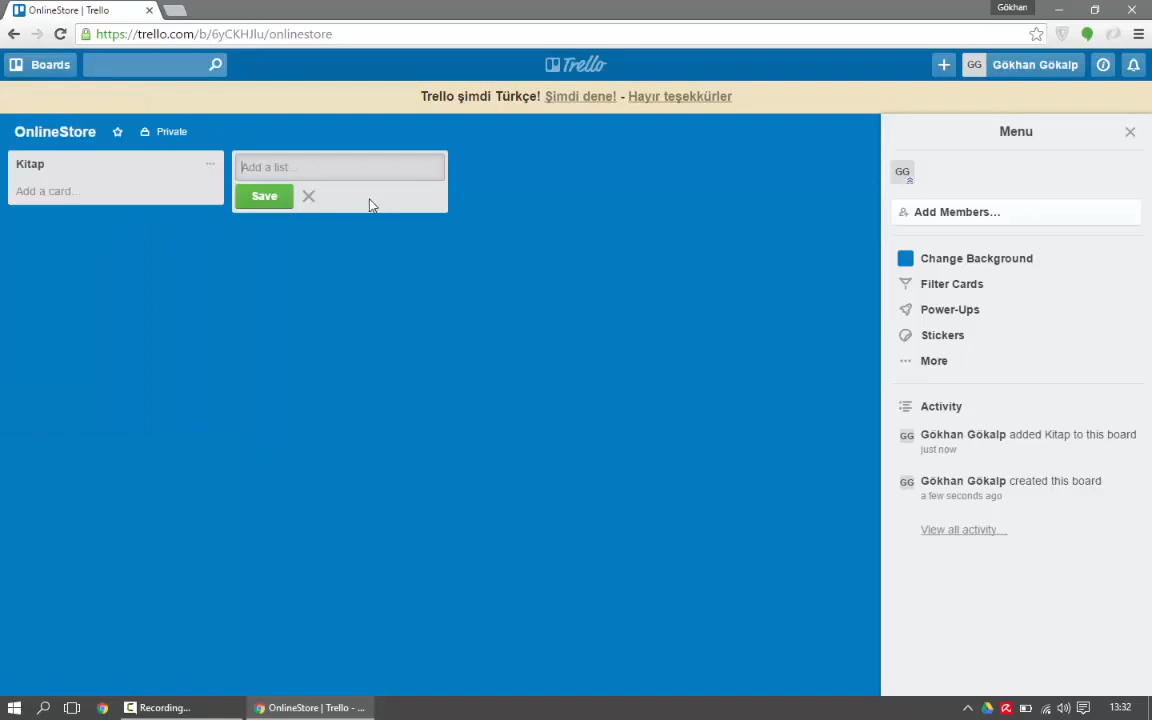 OnlineStore | Trello
Gökhan
https://trello.com/b/6yCKHJlu/onlinestore
Boards
Trello
GG Gökhan Gökalp
Trello şimdi Türkçe! Şimdi dene! - Hayır teşekkürler
OnlineStore Private
Menu
Kitap
Add a card...
Add a list...
Save
GG
Add Members...
Change Background
Filter Cards
Power-Ups
Stickers
More
Activity
GG Gökhan Gökalp added Kitap to this board
just now
GG Gökhan Gökalp created this board
a few seconds ago
View all activity...
Recording...
OnlineStore | Trello - ...
13:32